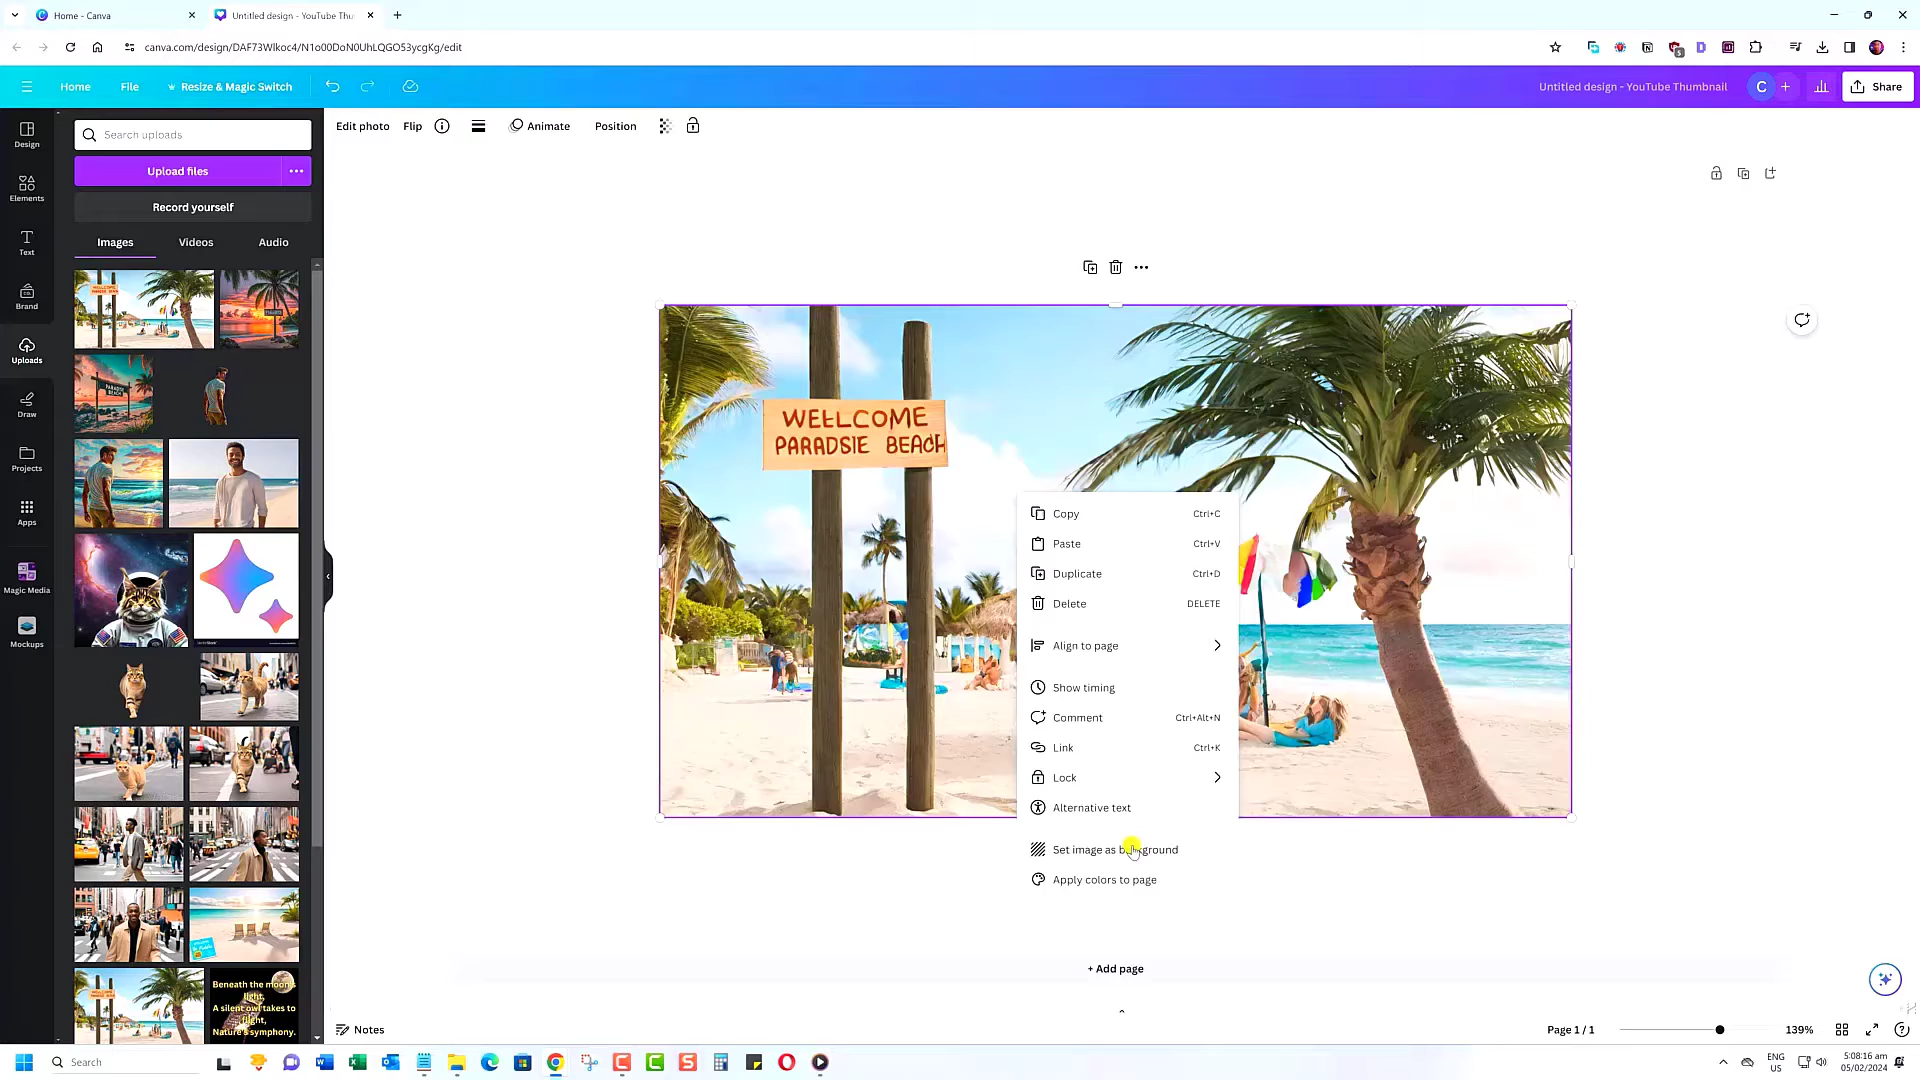 Home - Canva
Untitled design - YouTube Thu
canva.com/design/DAF73Wlkoc4/N1o00DoN0UhLQGO53ycgKg/edit
Home
File
Resize & Magic Switch
Untitled design - YouTube Thumbnail
C
Share
Design
Elements
Text
Brand
Uploads
Draw
Projects
Apps
Magic Media
Mockups
Search uploads
Upload files
Record yourself
Images
Videos
Audio
Edit photo
Flip
Animate
Position
WELLCOME
PARADSIE BEACH
Copy Ctrl+C
Paste Ctrl+V
Duplicate Ctrl+D
Delete DELETE
Align to page
Show timing
Comment Ctrl+Alt+N
Link Ctrl+K
Lock
Alternative text
Set image as background
Apply colors to page
Beneath the moon's
light,
A silent owl takes to
flight,
Nature's symphony.
+ Add page
Notes
Page 1 / 1
139%
Search
ENG
US
5:08:16 am
05/02/2024